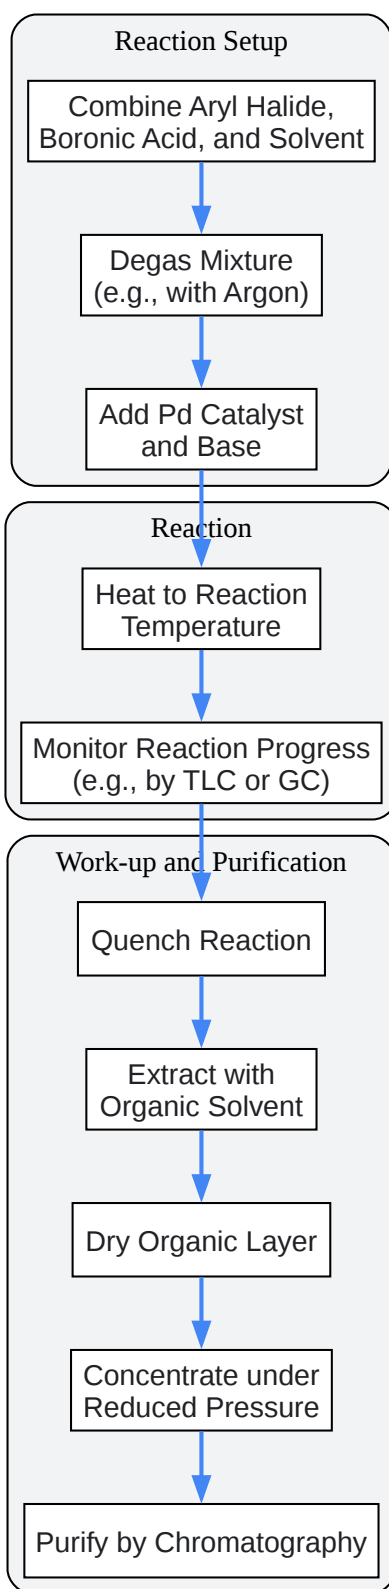 Reaction Setup
Combine Aryl Halide,
Boronic Acid, and Solvent
Degas Mixture
(e.g., with Argon)
Add Pd Catalyst
and Base
Reaction
Heat to Reaction
Temperature
Monitor Reaction Progress
(e.g., by TLC or GC)
Work-up and Purification
Quench Reaction
Extract with
Organic Solvent
Dry Organic Layer
Concentrate under
Reduced Pressure
Purify by Chromatography